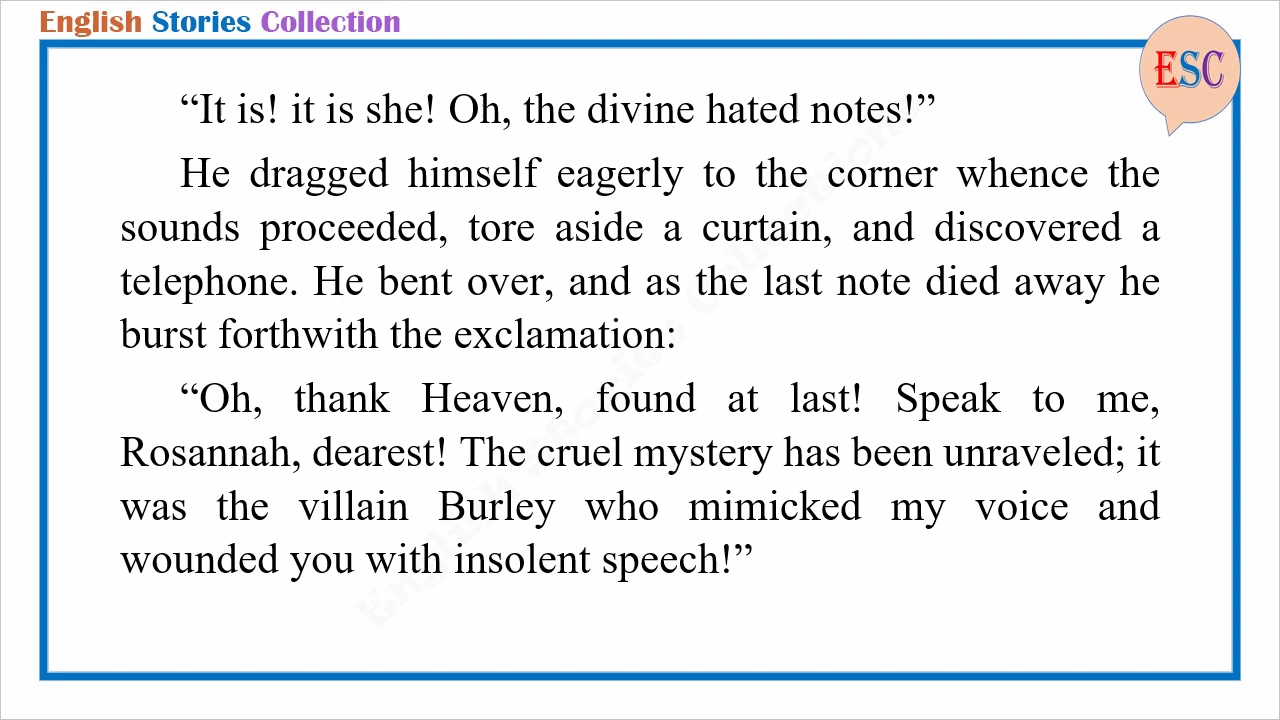 English Stories Collection
ESC
“It is! it is she! Oh, the divine hated notes!”
He dragged himself eagerly to the corner whence the
sounds proceeded, tore aside a curtain, and discovered a
telephone. He bent over, and as the last note died away he
burst forthwith the exclamation:
“Oh, thank Heaven, found at last! Speak to me,
Rosannah, dearest! The cruel mystery has been unraveled; it
was the villain Burley who mimicked my voice and
wounded you with insolent speech!”
English Stories Collection